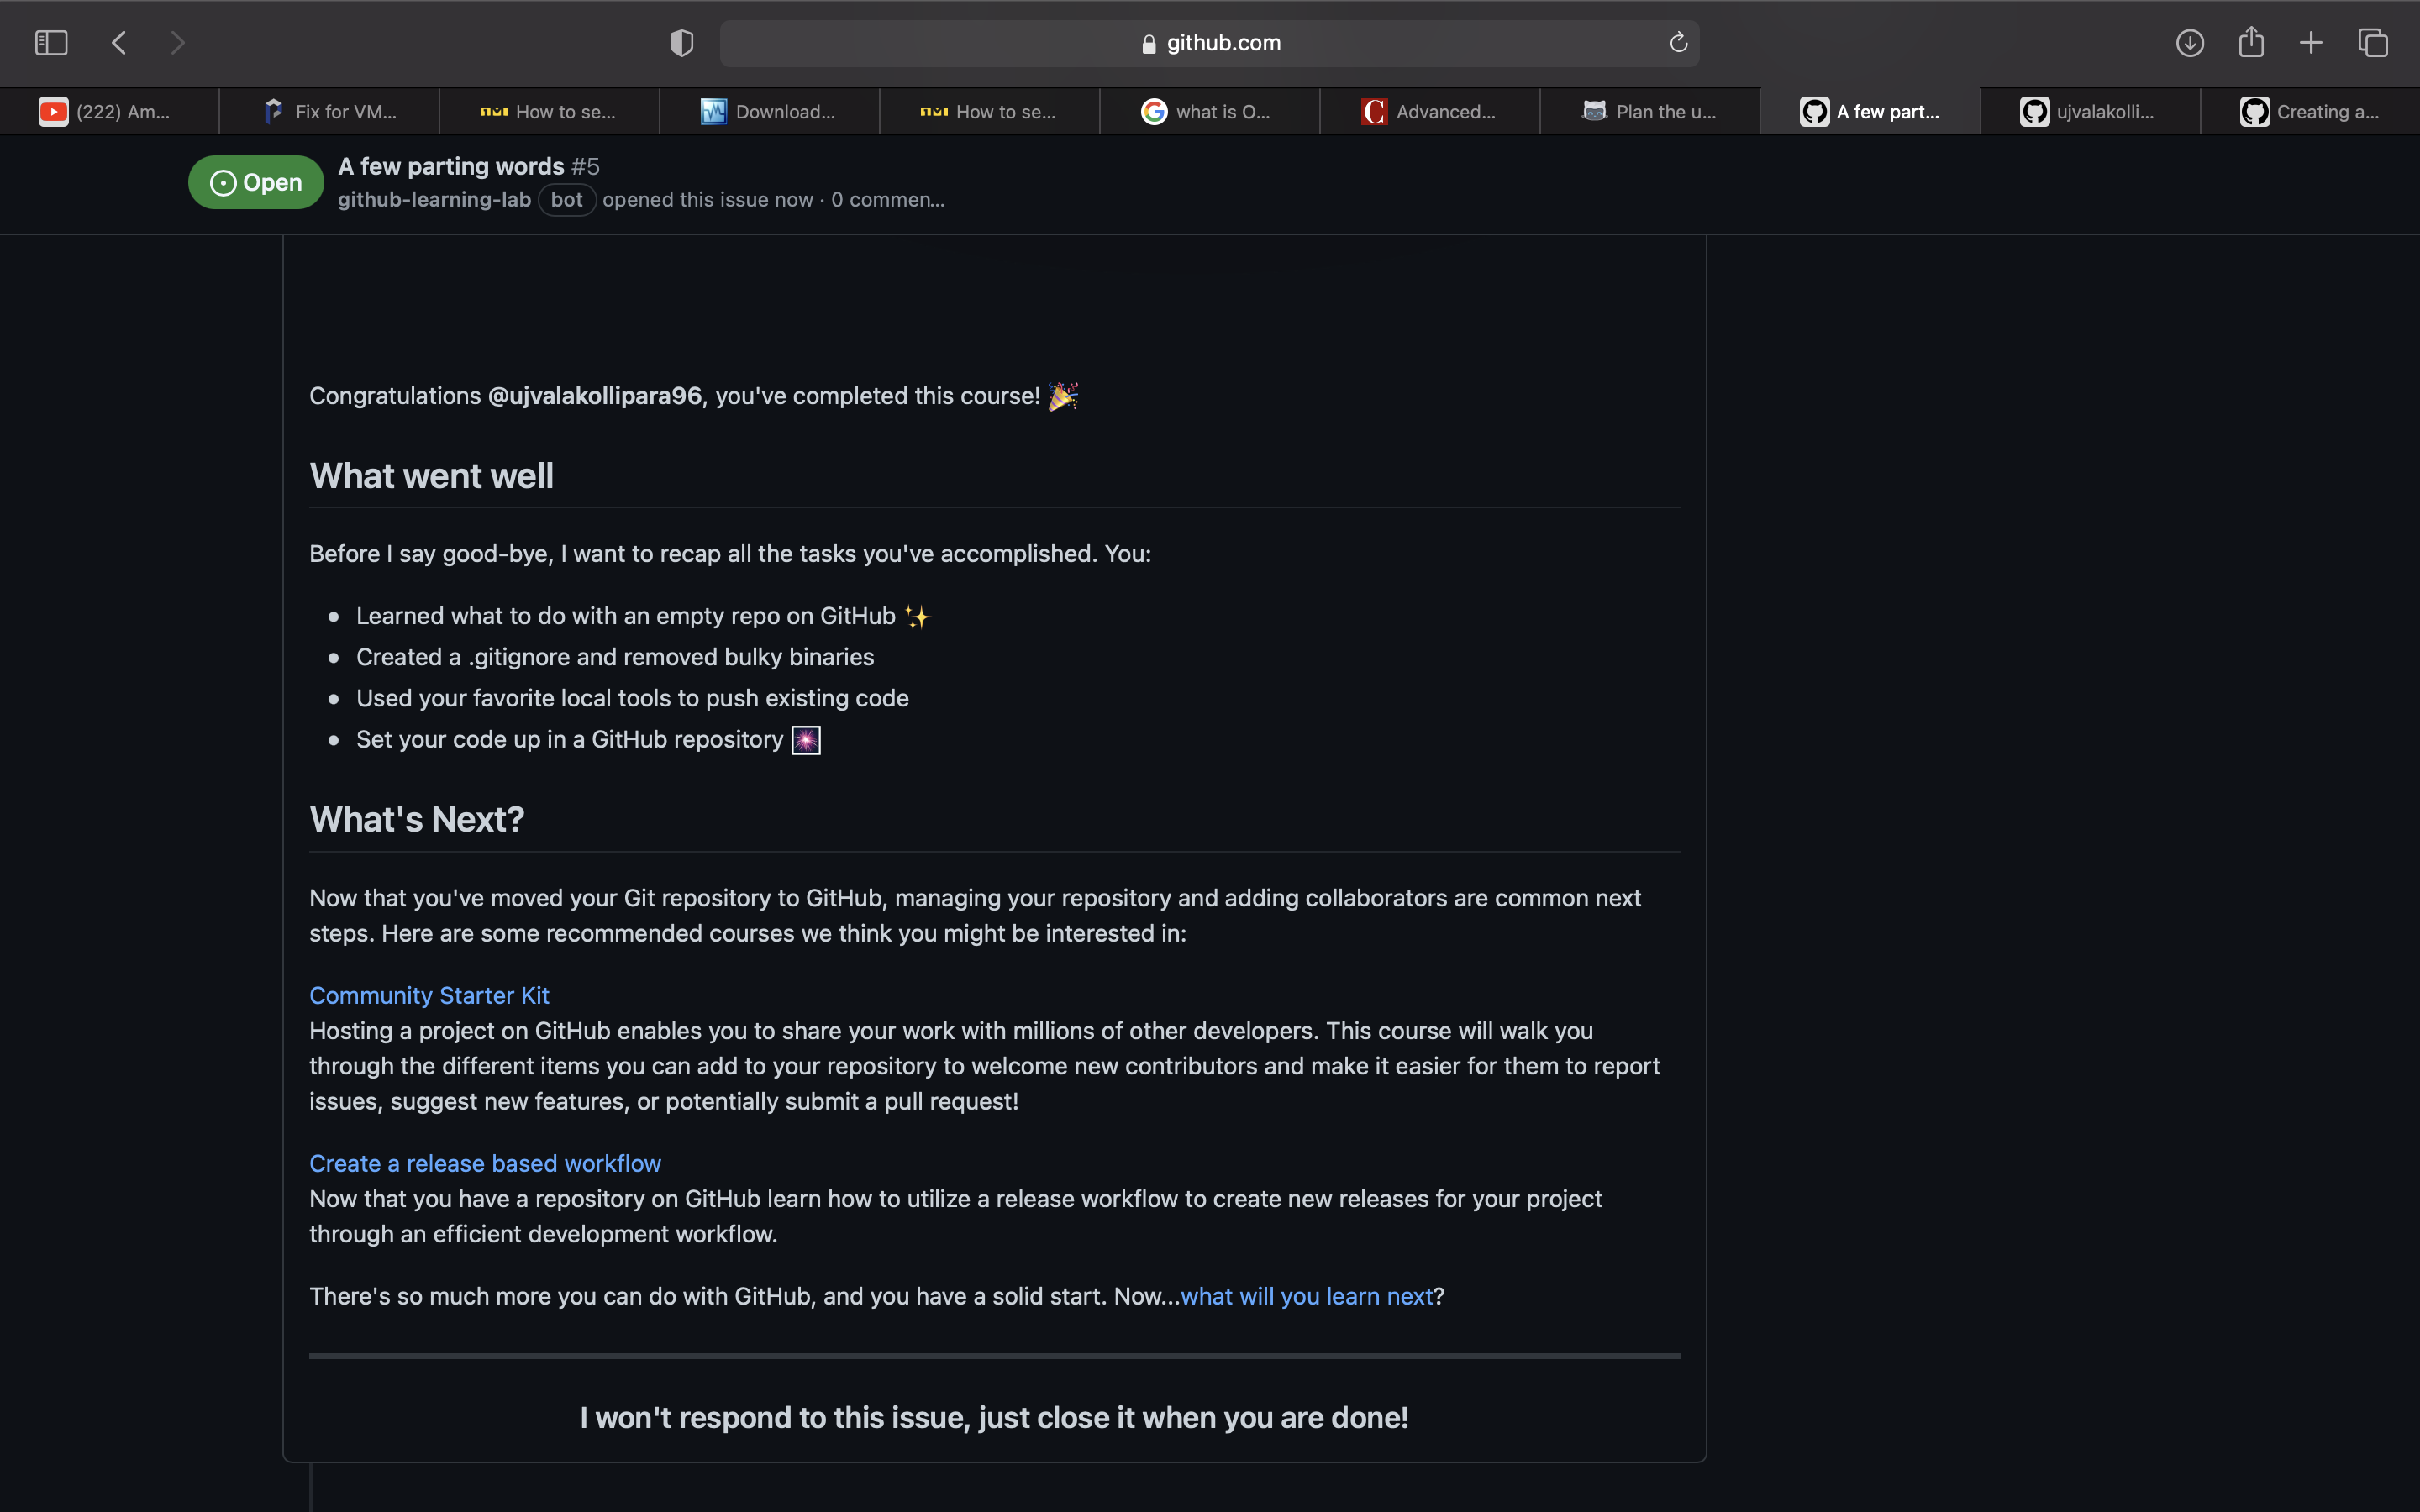 github.com
(222) Am...
Fix for VM...
How to se...
Download...
How to se...
what is O...
Advanced...
Plan the u...
A few part...
ujvalakolli...
Creating a...
Open
A few parting words #5
github-learning-lab bot opened this issue now · 0 commen...
Congratulations @ujvalakollipara96, you've completed this course! 🎉
What went well
Before I say good-bye, I want to recap all the tasks you've accomplished. You:
• Learned what to do with an empty repo on GitHub ✨
• Created a .gitignore and removed bulky binaries
• Used your favorite local tools to push existing code
• Set your code up in a GitHub repository 🎆
What's Next?
Now that you've moved your Git repository to GitHub, managing your repository and adding collaborators are common next
steps. Here are some recommended courses we think you might be interested in:
Community Starter Kit
Hosting a project on GitHub enables you to share your work with millions of other developers. This course will walk you
through the different items you can add to your repository to welcome new contributors and make it easier for them to report
issues, suggest new features, or potentially submit a pull request!
Create a release based workflow
Now that you have a repository on GitHub learn how to utilize a release workflow to create new releases for your project
through an efficient development workflow.
There's so much more you can do with GitHub, and you have a solid start. Now...what will you learn next?
I won't respond to this issue, just close it when you are done!